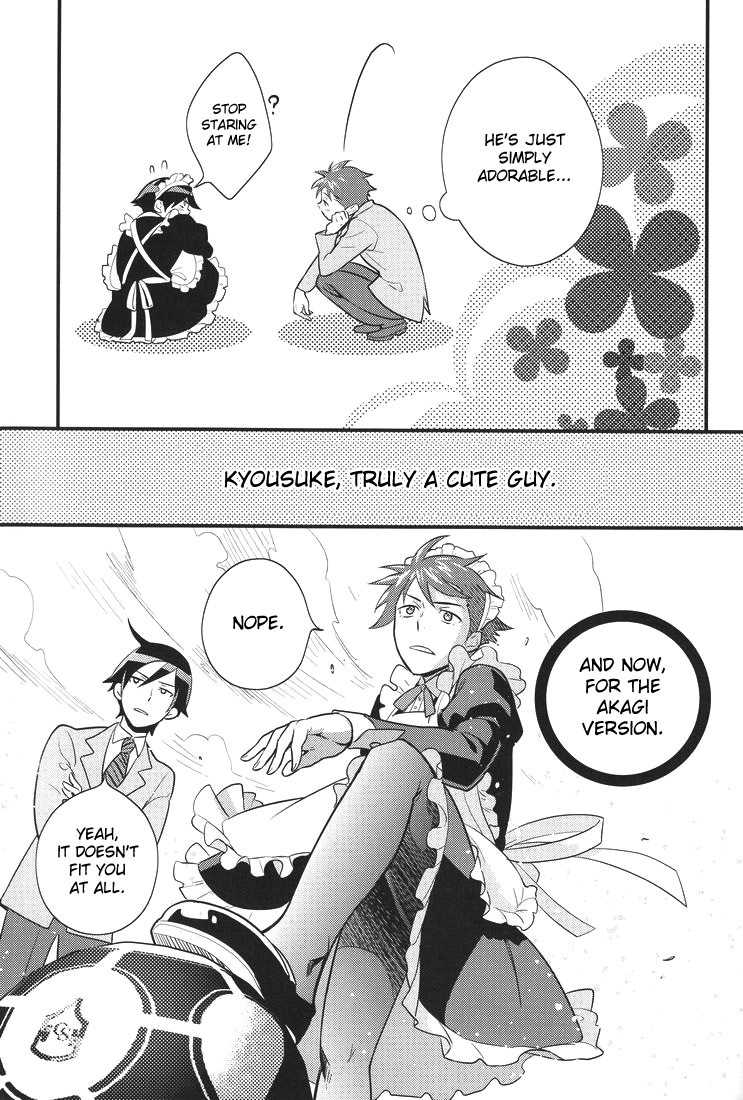 HE'S JUST
SIMPLY
ADORABLE...
STOP
STARING
AT ME!
?
KYOUSUKE, TRULY A CUTE GUY.
AND NOW,
FOR THE
AKAGI
VERSION.
NOPE.
YEAH,
IT DOESN'T
FIT YOU
AT ALL.